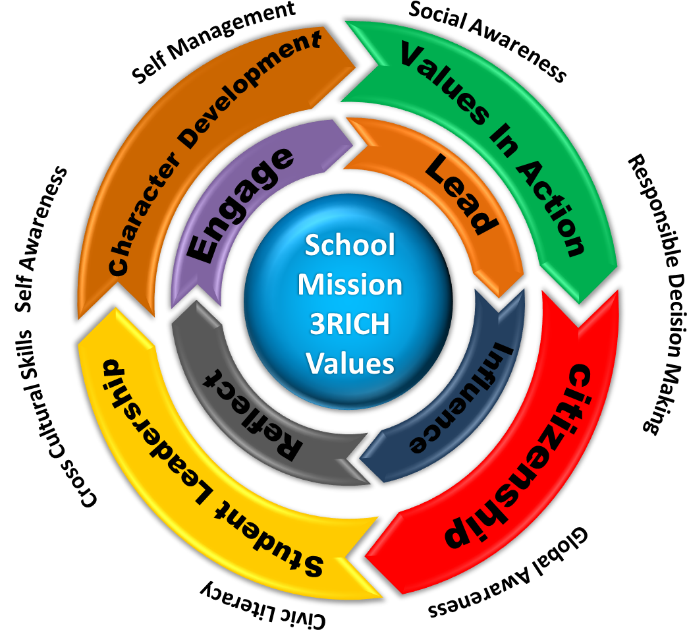 Self Management
Social Awareness
Responsible Decision Making
Global Awareness
Civic Literacy
Cross Cultural Skills
Self Awareness
Character Development
Values In Action
citizenship
Student Leadership
Engage
Lead
Influence
Reflect
School
Mission
3RICH
Values